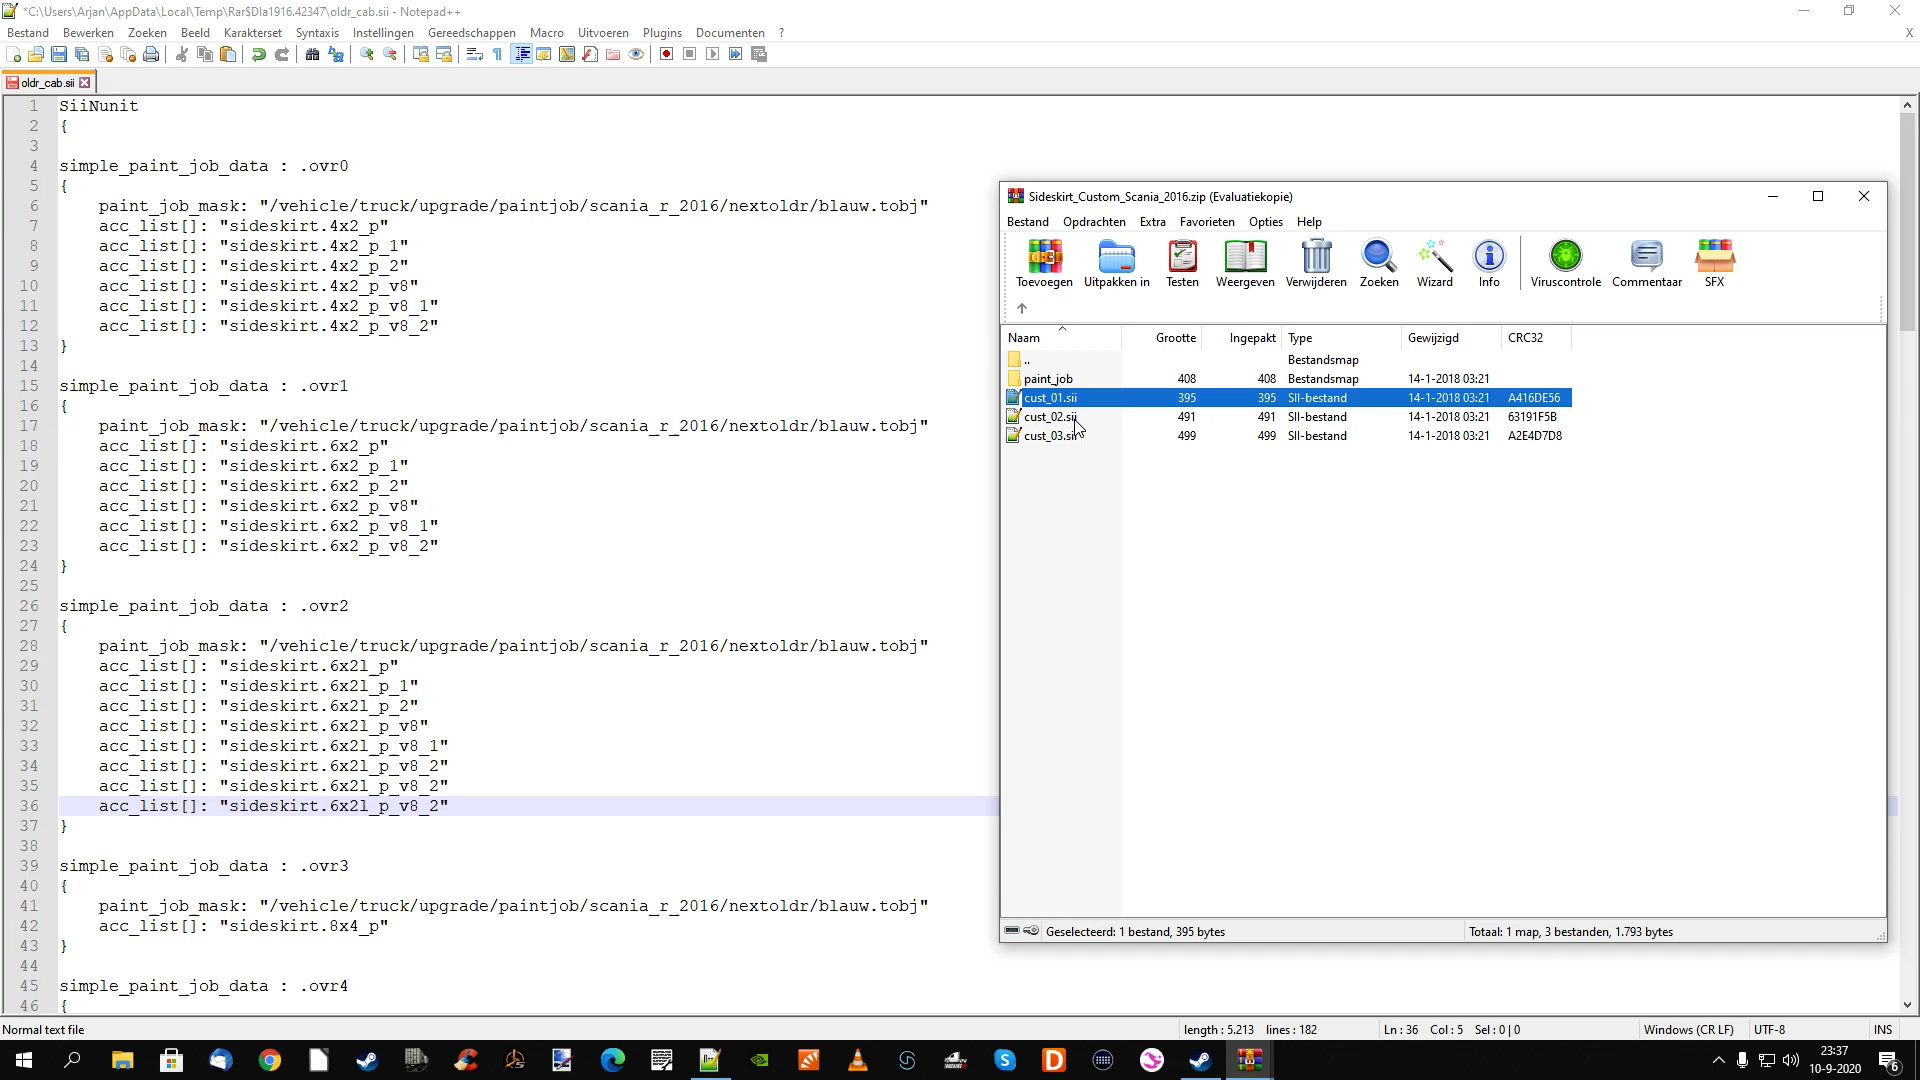 *C:\Users\Arjan\AppData\Local\Temp\Rar$DIa1916.42347\oldr_cab.sii - Notepad++
Bestand Bewerken Zoeken Beeld Karakterset Syntaxis Instellingen Gereedschappen Macro Uitvoeren Plugins Documenten ? X
oldr_cab.sii
1 SiiNunit
2 {
3
4 simple_paint_job_data : .ovr0
5 {
6 paint_job_mask: "/vehicle/truck/upgrade/paintjob/scania_r_2016/nextoldr/blauw.tobj"
7 acc_list[]: "sideskirt.4x2_p"
8 acc_list[]: "sideskirt.4x2_p_1"
9 acc_list[]: "sideskirt.4x2_p_2"
10 acc_list[]: "sideskirt.4x2_p_v8"
11 acc_list[]: "sideskirt.4x2_p_v8_1"
12 acc_list[]: "sideskirt.4x2_p_v8_2"
13 }
14
15 simple_paint_job_data : .ovr1
16 {
17 paint_job_mask: "/vehicle/truck/upgrade/paintjob/scania_r_2016/nextoldr/blauw.tobj"
18 acc_list[]: "sideskirt.6x2_p"
19 acc_list[]: "sideskirt.6x2_p_1"
20 acc_list[]: "sideskirt.6x2_p_2"
21 acc_list[]: "sideskirt.6x2_p_v8"
22 acc_list[]: "sideskirt.6x2_p_v8_1"
23 acc_list[]: "sideskirt.6x2_p_v8_2"
24 }
25
26 simple_paint_job_data : .ovr2
27 {
28 paint_job_mask: "/vehicle/truck/upgrade/paintjob/scania_r_2016/nextoldr/blauw.tobj"
29 acc_list[]: "sideskirt.6x2l_p"
30 acc_list[]: "sideskirt.6x2l_p_1"
31 acc_list[]: "sideskirt.6x2l_p_2"
32 acc_list[]: "sideskirt.6x2l_p_v8"
33 acc_list[]: "sideskirt.6x2l_p_v8_1"
34 acc_list[]: "sideskirt.6x2l_p_v8_2"
35 acc_list[]: "sideskirt.6x2l_p_v8_2"
36 acc_list[]: "sideskirt.6x2l_p_v8_2"
37 }
38
39 simple_paint_job_data : .ovr3
40 {
41 paint_job_mask: "/vehicle/truck/upgrade/paintjob/scania_r_2016/nextoldr/blauw.tobj"
42 acc_list[]: "sideskirt.8x4_p"
43 }
44
45 simple_paint_job_data : .ovr4
46 {
Sideskirt_Custom_Scania_2016.zip (Evaluatiekopie)
Bestand Opdrachten Extra Favorieten Opties Help
Toevoegen Uitpakken in Testen Weergeven Verwijderen Zoeken Wizard Info Viruscontrole Commentaar SFX
Naam Grootte Ingepakt Type Gewijzigd CRC32
.. Bestandsmap
paint_job 408 408 Bestandsmap 14-1-2018 03:21
cust_01.sii 395 395 SII-bestand 14-1-2018 03:21 A416DE56
cust_02.sii 491 491 SII-bestand 14-1-2018 03:21 63191F5B
cust_03.sii 499 499 SII-bestand 14-1-2018 03:21 A2E4D7D8
Geselecteerd: 1 bestand, 395 bytes Totaal: 1 map, 3 bestanden, 1.793 bytes
Normal text file length : 5.213 lines : 182 Ln : 36 Col : 5 Sel : 0 | 0 Windows (CR LF) UTF-8 INS
23:37
10-9-2020
6